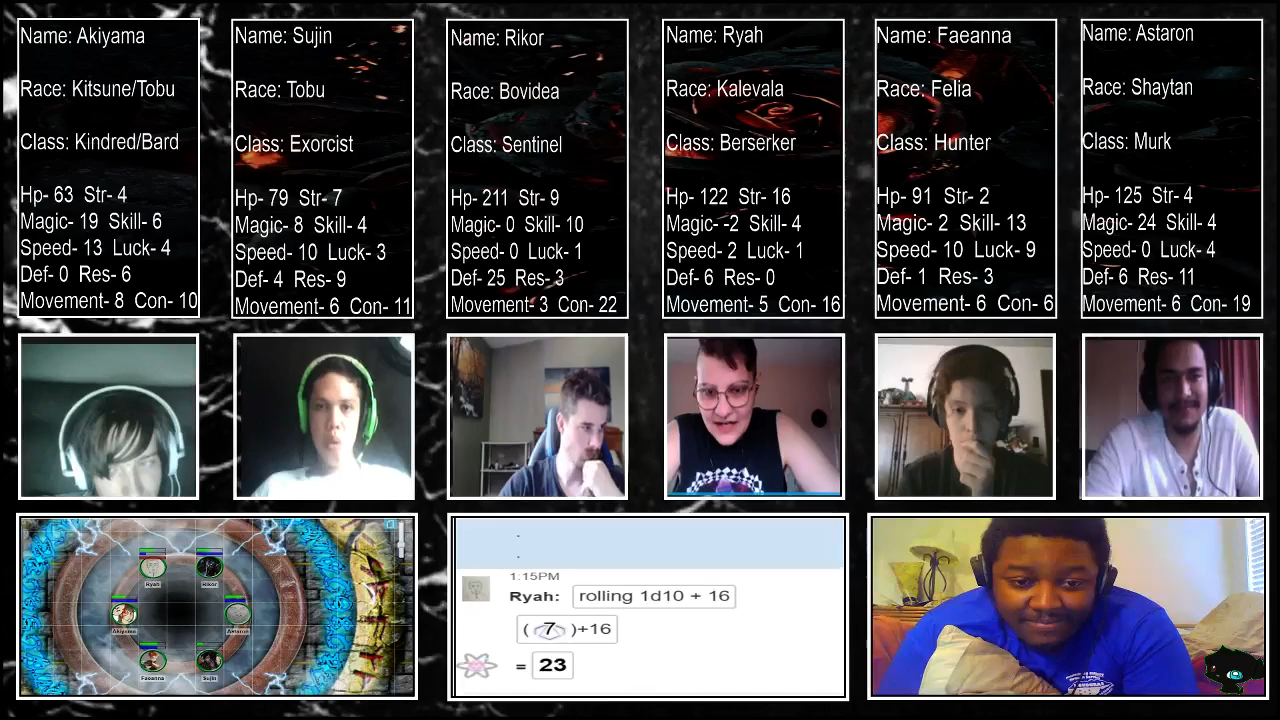 Name: Akiyama
Race: Kitsune/Tobu
Class: Kindred/Bard
Hp- 63 Str- 4
Magic- 19 Skill- 6
Speed- 13 Luck- 4
Def- 0 Res- 6
Movement- 8 Con- 10
Name: Sujin
Race: Tobu
Class: Exorcist
Hp- 79 Str- 7
Magic- 8 Skill- 4
Speed- 10 Luck- 3
Def- 4 Res- 9
Movement- 6 Con- 11
Name: Rikor
Race: Bovidea
Class: Sentinel
Hp- 211 Str- 9
Magic- 0 Skill- 10
Speed- 0 Luck- 1
Def- 25 Res- 3
Movement- 3 Con- 22
Name: Ryah
Race: Kalevala
Class: Berserker
Hp- 122 Str- 16
Magic- -2 Skill- 4
Speed- 2 Luck- 1
Def- 6 Res- 0
Movement- 5 Con- 16
Name: Faeanna
Race: Felia
Class: Hunter
Hp- 91 Str- 2
Magic- 2 Skill- 13
Speed- 10 Luck- 9
Def- 1 Res- 3
Movement- 6 Con- 6
Name: Astaron
Race: Shaytan
Class: Murk
Hp- 125 Str- 4
Magic- 24 Skill- 4
Speed- 0 Luck- 4
Def- 6 Res- 11
Movement- 6 Con- 19
Ryah
Rikor
Akiyama
Astaron
Faeanna
Sujin
1:15PM
Ryah: rolling 1d10 + 16
( 7 )+16
= 23